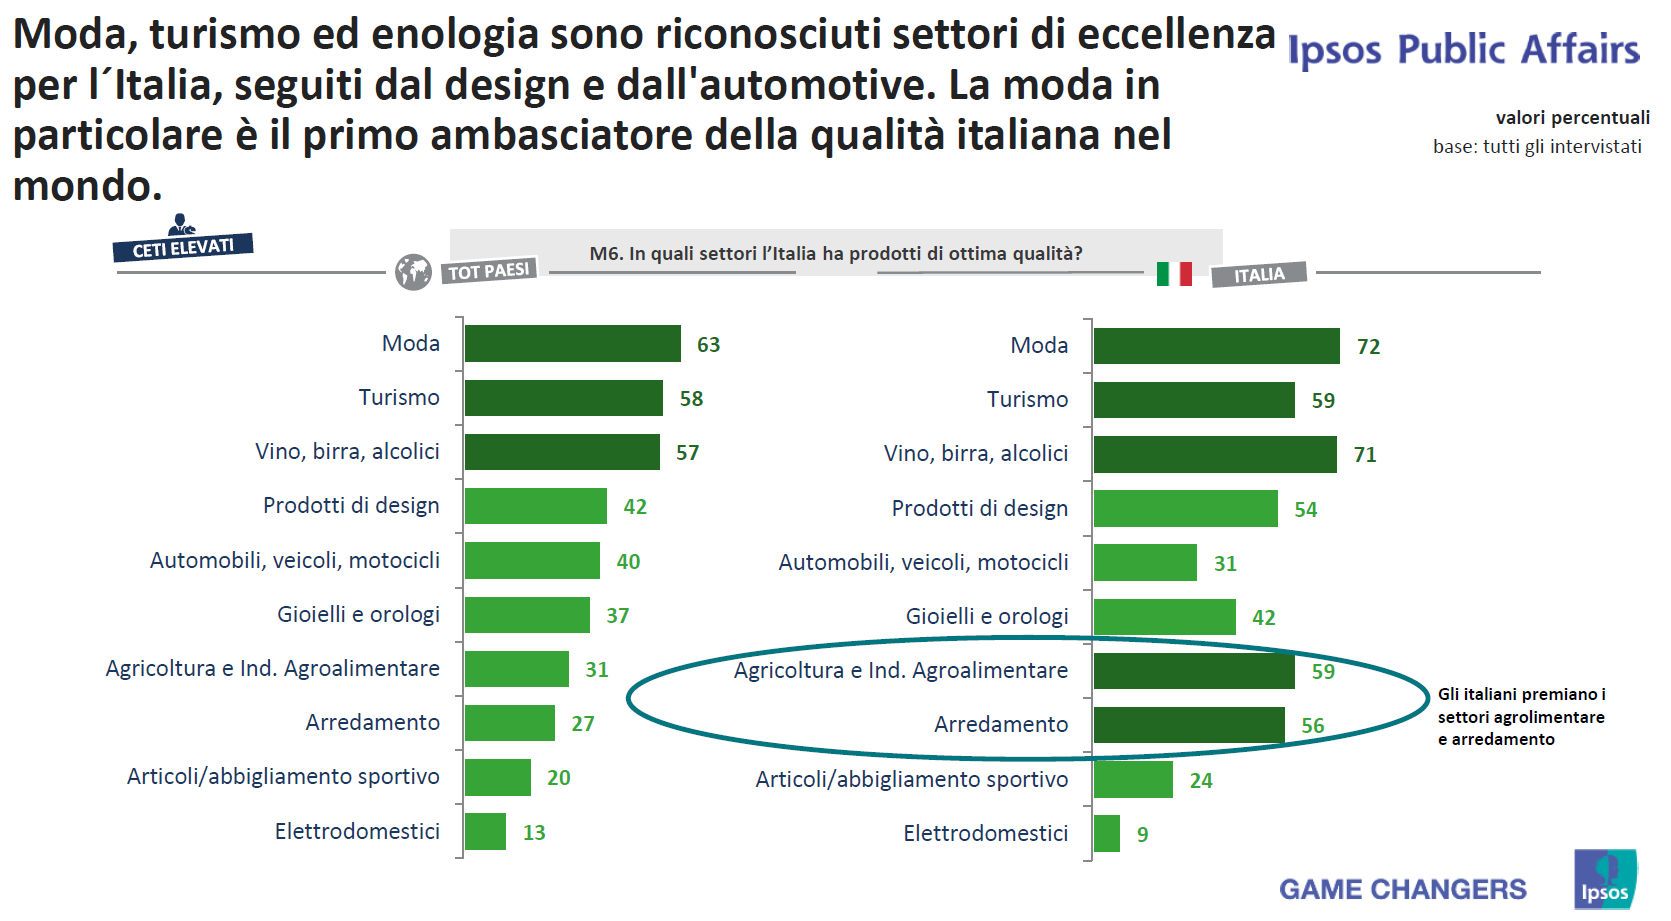 Moda, turismo ed enologia sono riconosciuti settori di eccellenza
per l´Italia, seguiti dal design e dall'automotive. La moda in
particolare è il primo ambasciatore della qualità italiana nel
mondo.
Ipsos Public Affairs
valori percentuali
base: tutti gli intervistati
CETI ELEVATI
M6. In quali settori l’Italia ha prodotti di ottima qualità?
TOT PAESI
Moda 63
Turismo 58
Vino, birra, alcolici 57
Prodotti di design 42
Automobili, veicoli, motocicli 40
Gioielli e orologi 37
Agricoltura e Ind. Agroalimentare 31
Arredamento 27
Articoli/abbigliamento sportivo 20
Elettrodomestici 13
ITALIA
Moda 72
Turismo 59
Vino, birra, alcolici 71
Prodotti di design 54
Automobili, veicoli, motocicli 31
Gioielli e orologi 42
Agricoltura e Ind. Agroalimentare 59
Arredamento 56
Articoli/abbigliamento sportivo 24
Elettrodomestici 9
Gli italiani premiano i
settori agrolimentare
e arredamento
GAME CHANGERS
Ipsos